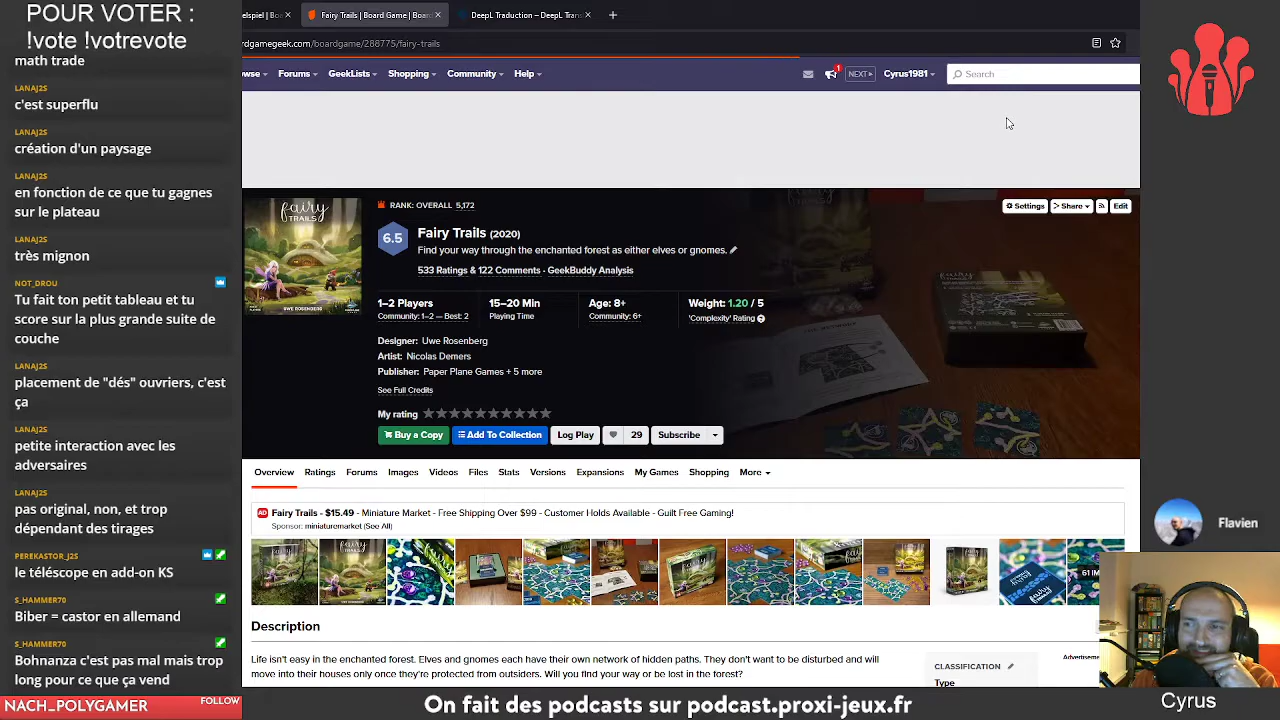 POUR VOTER :
!vote !votrevote
math trade
LANAJ2S
c'est superflu
LANAJ2S
création d'un paysage
LANAJ2S
en fonction de ce que tu gagnes
sur le plateau
LANAJ2S
très mignon
NOT_DROU
Tu fait ton petit tableau et tu
score sur la plus grande suite de
couche
LANAJ2S
placement de "dés" ouvriers, c'est
ça
LANAJ2S
petite interaction avec les
adversaires
LANAJ2S
pas original, non, et trop
dépendant des tirages
PEREKASTOR_J2S
le téléscope en add-on KS
S_HAMMER70
Biber = castor en allemand
S_HAMMER70
Bohnanza c'est pas mal mais trop
long pour ce que ça vend
NACH_POLYGAMER FOLLOW
elspiel | Boa Fairy Trails | Board Game | Board DeepL Traduction – DeepL Tran
rdgamegeek.com/boardgame/288775/fairy-trails
wse Forums GeekLists Shopping Community Help 1 NEXT Cyrus1981 Search
fairy
TRAILS
UWE ROSENBERG
RANK: OVERALL 5,172
Settings Share Edit
6.5 Fairy Trails (2020)
Find your way through the enchanted forest as either elves or gnomes.
533 Ratings & 122 Comments - GeekBuddy Analysis
1–2 Players 15–20 Min Age: 8+ Weight: 1.20 / 5
Community: 1–2 — Best: 2 Playing Time Community: 6+ 'Complexity' Rating
Designer: Uwe Rosenberg
Artist: Nicolas Demers
Publisher: Paper Plane Games + 5 more
See Full Credits
My rating
Buy a Copy Add To Collection Log Play 29 Subscribe
Overview Ratings Forums Images Videos Files Stats Versions Expansions My Games Shopping More
AD Fairy Trails - $15.49 - Miniature Market - Free Shipping Over $99 - Customer Holds Available - Guilt Free Gaming!
Sponsor: miniaturemarket (See All)
61 IM
Description
Life isn't easy in the enchanted forest. Elves and gnomes each have their own network of hidden paths. They don't want to be disturbed and will
move into their houses only once they're protected from outsiders. Will you find your way or be lost in the forest?
CLASSIFICATION
Type
Advertiseme
Flavien
On fait des podcasts sur podcast.proxi-jeux.fr
Cyrus